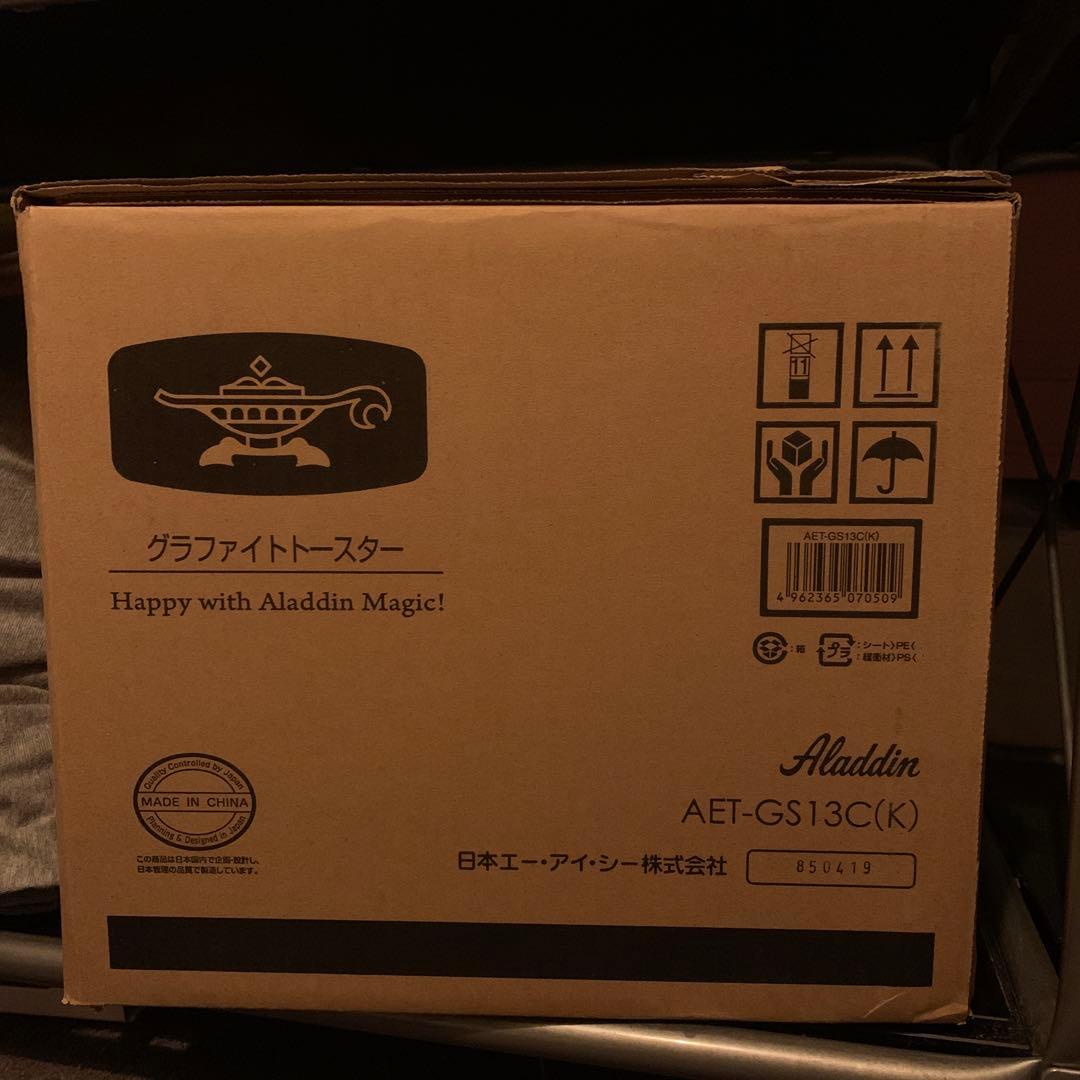 11
グラファイトトースター
Happy with Aladdin Magic!
AET-GS13C(K)
4 962365 070509
:箱
プラ
:シート〉PE〈
:緩衝材〉PS〈
Aladdin
AET-GS13C(K)
Quality Controlled by Japan
MADE IN CHINA
Planning & Designed in Japan
この商品は日本国内で企画・設計し、
日本管理の品質で製造しています。
日本エー・アイ・シー株式会社
850419